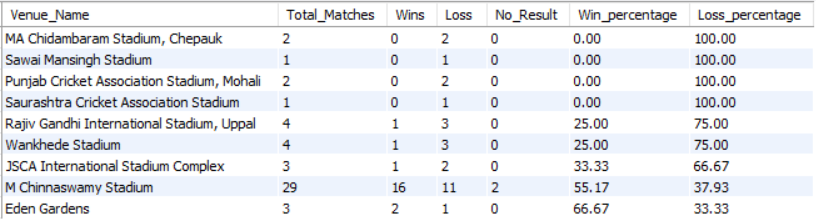 Venue_Name Total_Matches Wins Loss No_Result Win_percentage Loss_percentage
MA Chidambaram Stadium, Chepauk 2 0 2 0 0.00 100.00
Sawai Mansingh Stadium 1 0 1 0 0.00 100.00
Punjab Cricket Association Stadium, Mohali 2 0 2 0 0.00 100.00
Saurashtra Cricket Association Stadium 1 0 1 0 0.00 100.00
Rajiv Gandhi International Stadium, Uppal 4 1 3 0 25.00 75.00
Wankhede Stadium 4 1 3 0 25.00 75.00
JSCA International Stadium Complex 3 1 2 0 33.33 66.67
M Chinnaswamy Stadium 29 16 11 2 55.17 37.93
Eden Gardens 3 2 1 0 66.67 33.33